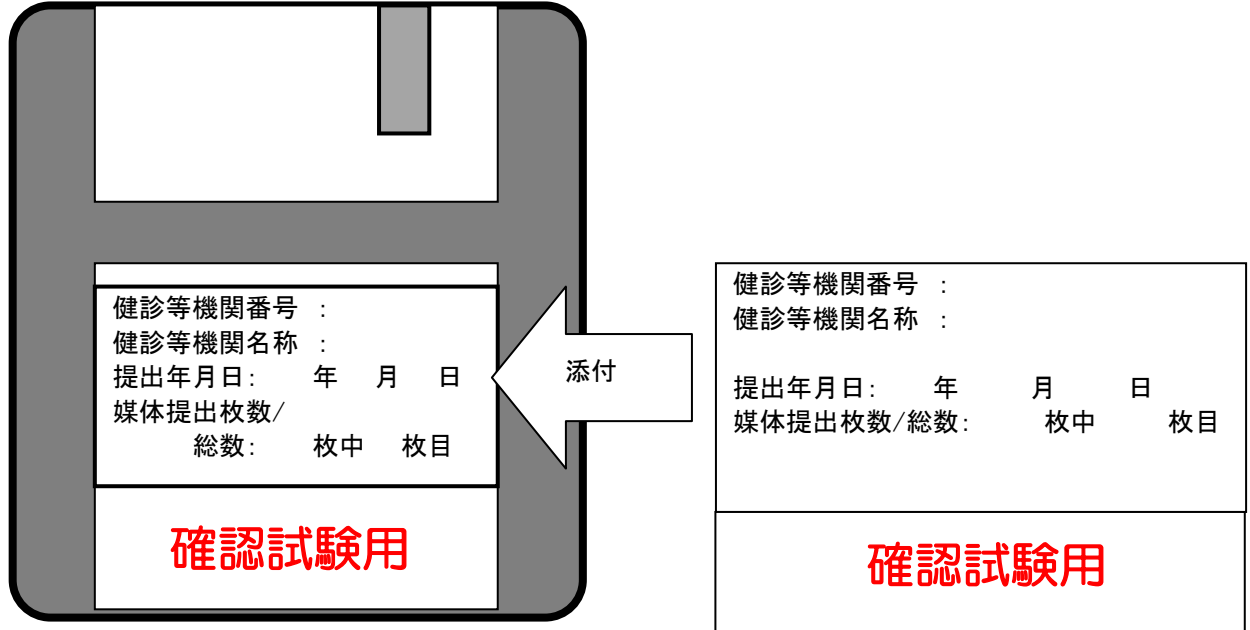 健診等機関番号 :
健診等機関名称 :
提出年月日: 年 月 日
媒体提出枚数/
総数: 枚中 枚目
確認試験用
添付
健診等機関番号 :
健診等機関名称 :
提出年月日: 年 月 日
媒体提出枚数/総数: 枚中 枚目
確認試験用